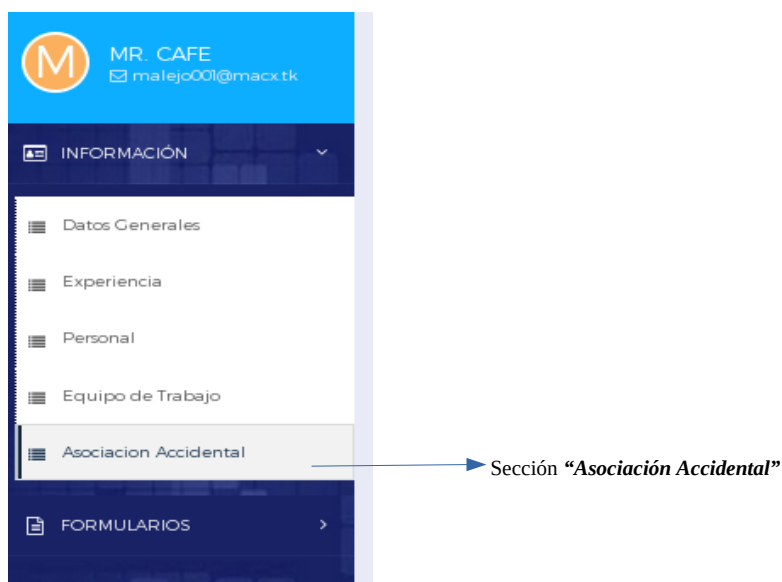 M
MR. CAFE
malejo001@macx.tk
INFORMACIÓN
Datos Generales
Experiencia
Personal
Equipo de Trabajo
Asociacion Accidental
Sección “Asociación Accidental”
FORMULARIOS